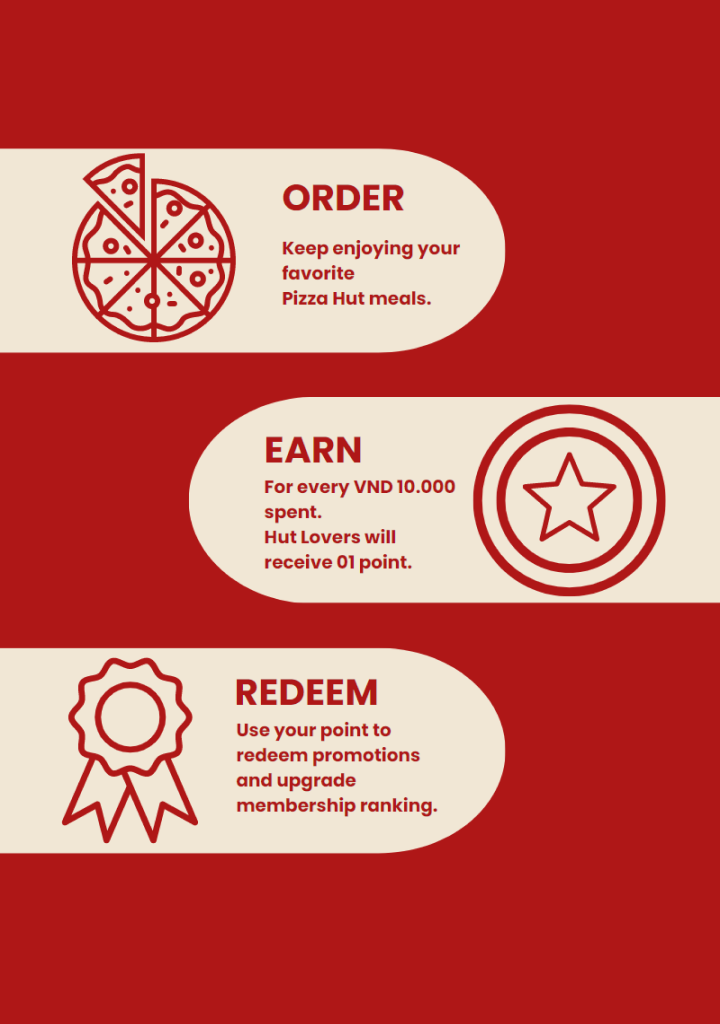 ORDER
Keep enjoying your
favorite
Pizza Hut meals.
EARN
For every VND 10.000
spent.
Hut Lovers will
receive 01 point.
REDEEM
Use your point to
redeem promotions
and upgrade
membership ranking.